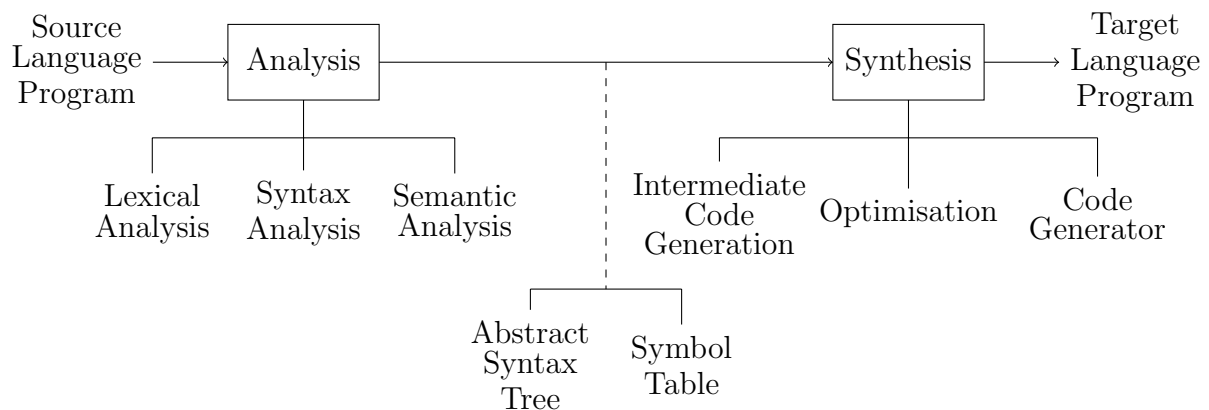 Source
Language
Program
Analysis
Synthesis
Target
Language
Program
Lexical
Analysis
Syntax
Analysis
Semantic
Analysis
Intermediate
Code
Generation
Optimisation
Code
Generator
Abstract
Syntax
Tree
Symbol
Table